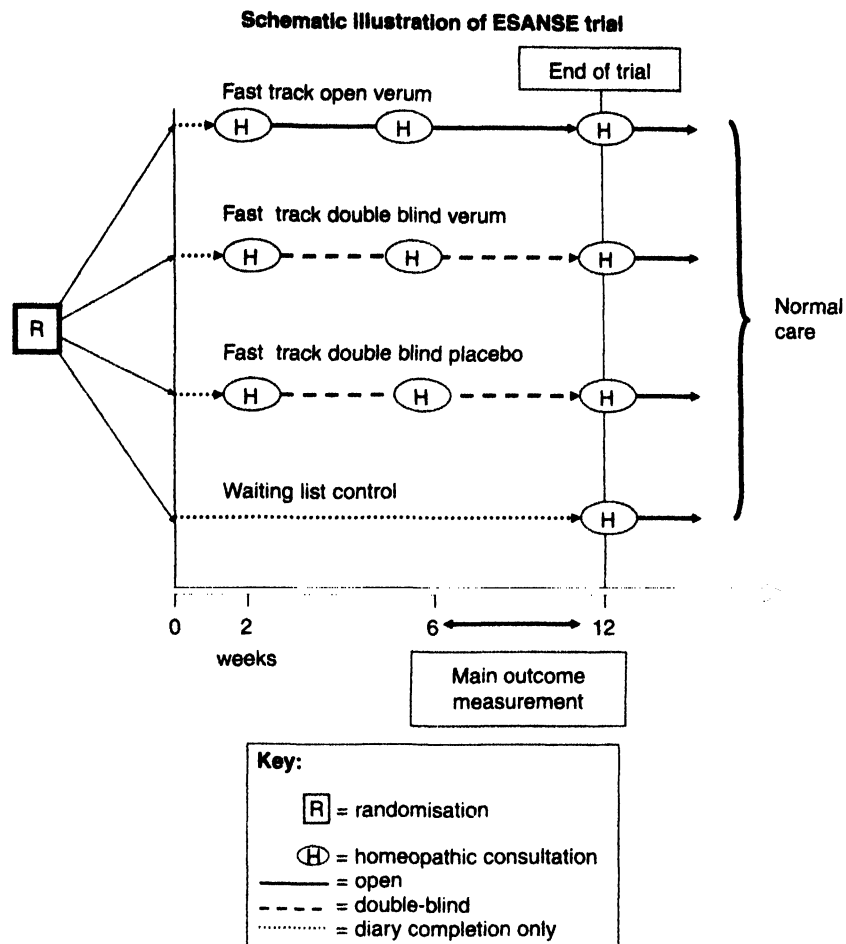 Schematic illustration of ESANSE trial
End of trial
Fast track open verum
H H H
Fast track double blind verum
H H H
R
Normal
care
Fast track double blind placebo
H H H
Waiting list control
H
0 2 6 12
weeks
Main outcome
measurement
Key:
R = randomisation
H = homeopathic consultation
= open
= double-blind
= diary completion only